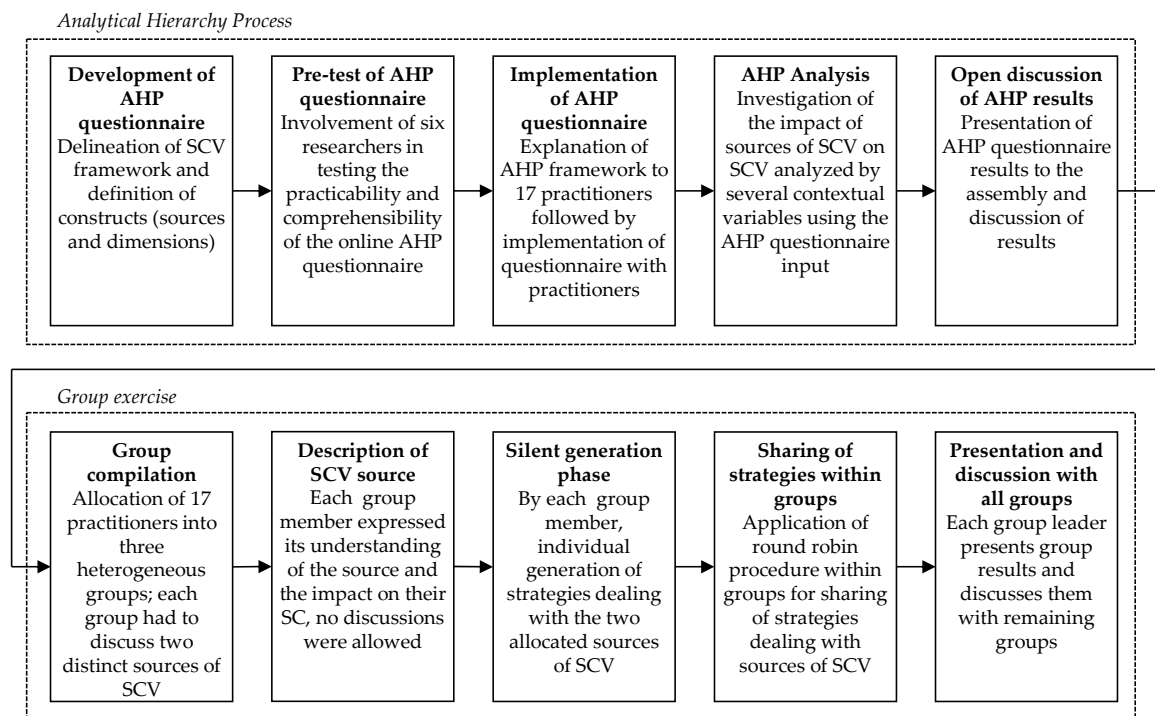 Analytical Hierarchy Process
Development of
AHP
questionnaire
Delineation of SCV
framework and
definition of
constructs (sources
and dimensions)
Pre-test of AHP
questionnaire
Involvement of six
researchers in
testing the
practicability and
comprehensibility
of the online AHP
questionnaire
Implementation
of AHP
questionnaire
Explanation of
AHP framework to
17 practitioners
followed by
implementation of
questionnaire with
practitioners
AHP Analysis
Investigation of
the impact of
sources of SCV on
SCV analyzed by
several contextual
variables using the
AHP questionnaire
input
Open discussion
of AHP results
Presentation of
AHP questionnaire
results to the
assembly and
discussion of
results
Group exercise
Group
compilation
Allocation of 17
practitioners into
three
heterogeneous
groups; each
group had to
discuss two
distinct sources of
SCV
Description of
SCV source
Each group
member expressed
its understanding
of the source and
the impact on their
SC, no discussions
were allowed
Silent generation
phase
By each group
member,
individual
generation of
strategies dealing
with the two
allocated sources
of SCV
Sharing of
strategies within
groups
Application of
round robin
procedure within
groups for sharing
of strategies
dealing with
sources of SCV
Presentation and
discussion with
all groups
Each group leader
presents group
results and
discusses them
with remaining
groups